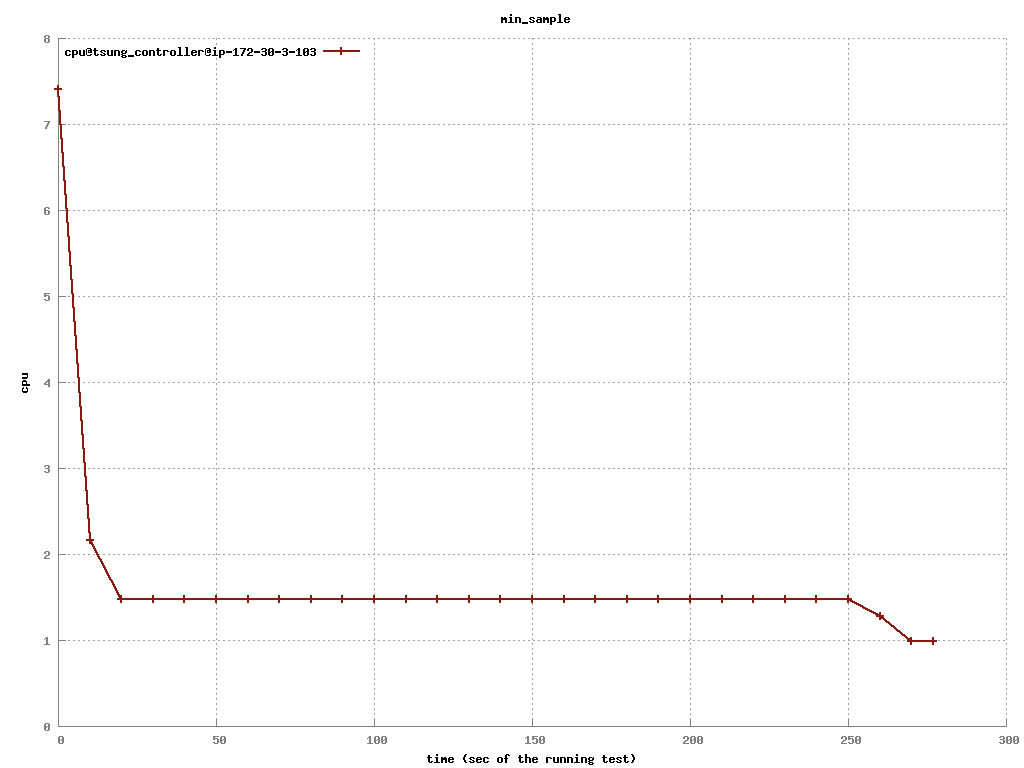 min_sample
8
cpu@tsung_controller@ip-172-30-3-103
7
6
5
cpu
4
3
2
1
0
0 50 100 150 200 250 300
time (sec of the running test)